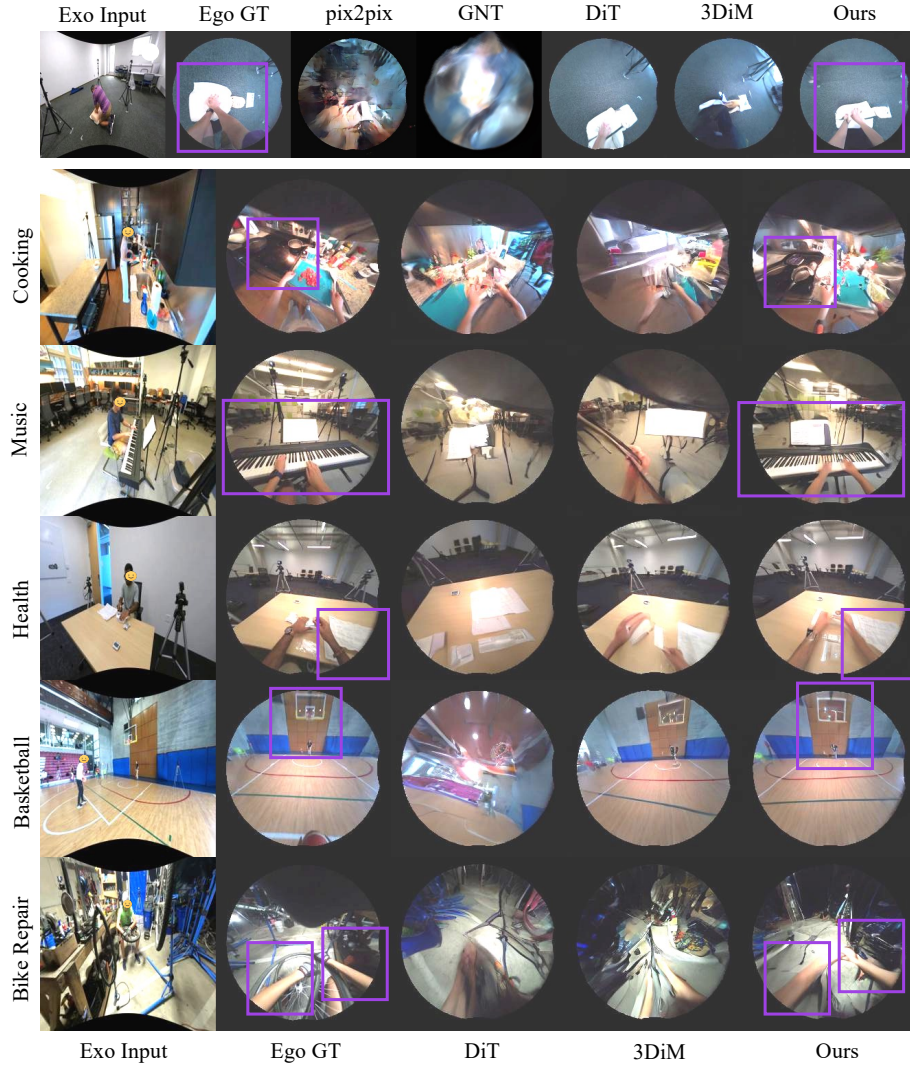 Exo Input Ego GT pix2pix GNT DiT 3DiM Ours
Cooking
Music
Health
Basketball
Bike Repair
Exo Input Ego GT DiT 3DiM Ours